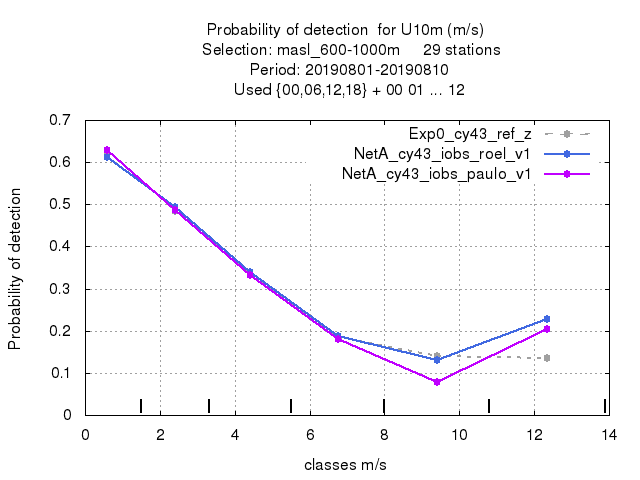 Probability of detection  for U10m (m/s)
Selection: masl_600-1000m     29 stations
Period: 20190801-20190810
Used {00,06,12,18} + 00 01 ... 12
Exp0_cy43_ref_z
NetA_cy43_iobs_roel_v1
NetA_cy43_iobs_paulo_v1
Probability of detection
0.7
0.6
0.5
0.4
0.3
0.2
0.1
0
0 2 4 6 8 10 12 14
classes m/s